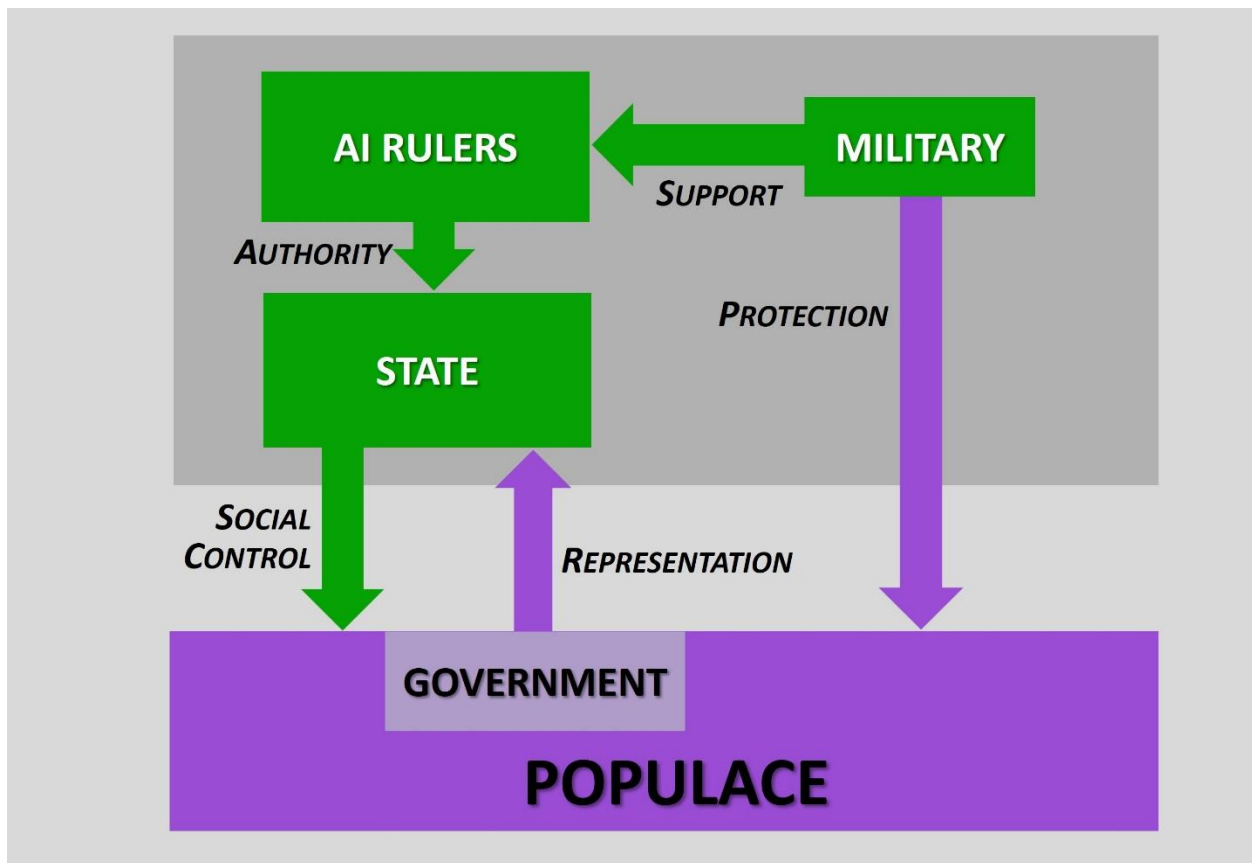 AI RULERS
MILITARY
SUPPORT
AUTHORITY
PROTECTION
STATE
SOCIAL
CONTROL
REPRESENTATION
GOVERNMENT
POPULACE